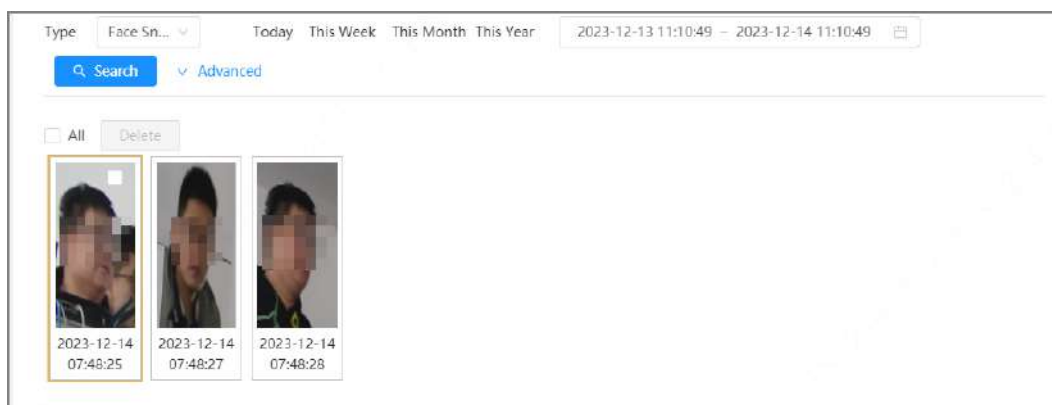 Type Face Sn... Today This Week This Month This Year 2023-12-13 11:10:49 – 2023-12-14 11:10:49
Search Advanced
All Delete
2023-12-14 2023-12-14 2023-12-14
07:48:25 07:48:27 07:48:28